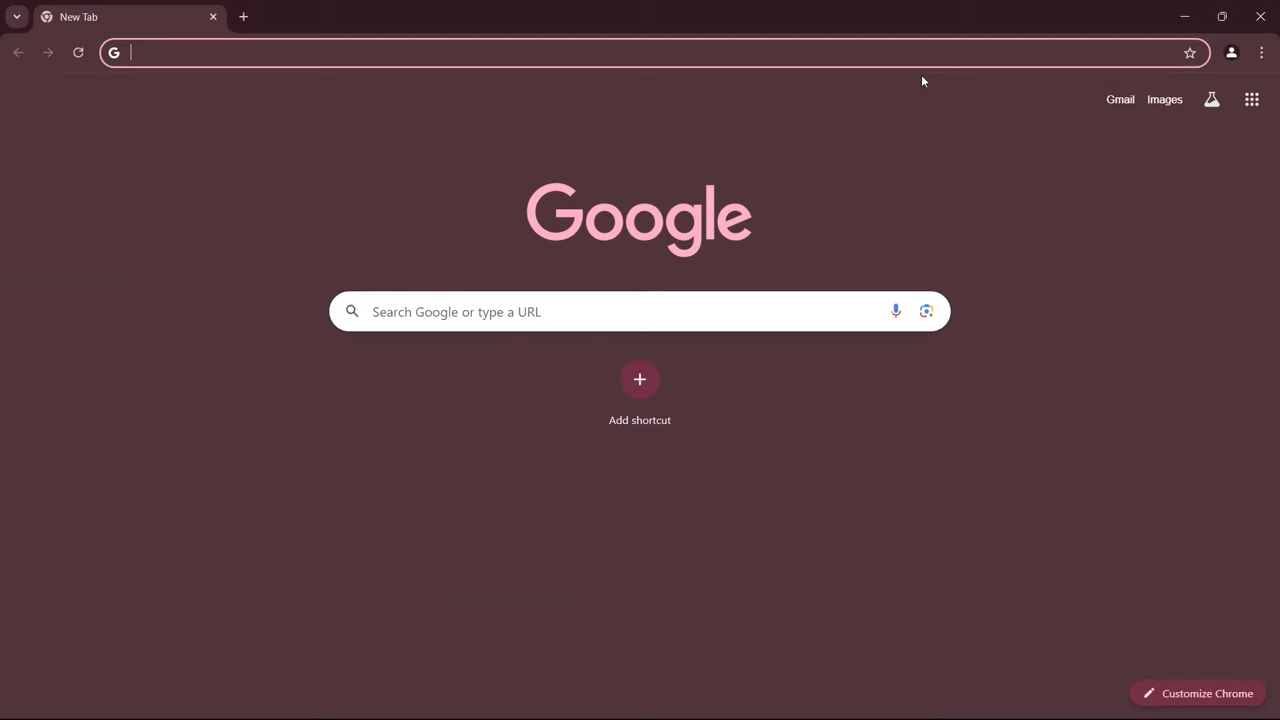 New Tab
Gmail Images
Google
Search Google or type a URL
Add shortcut
Customize Chrome